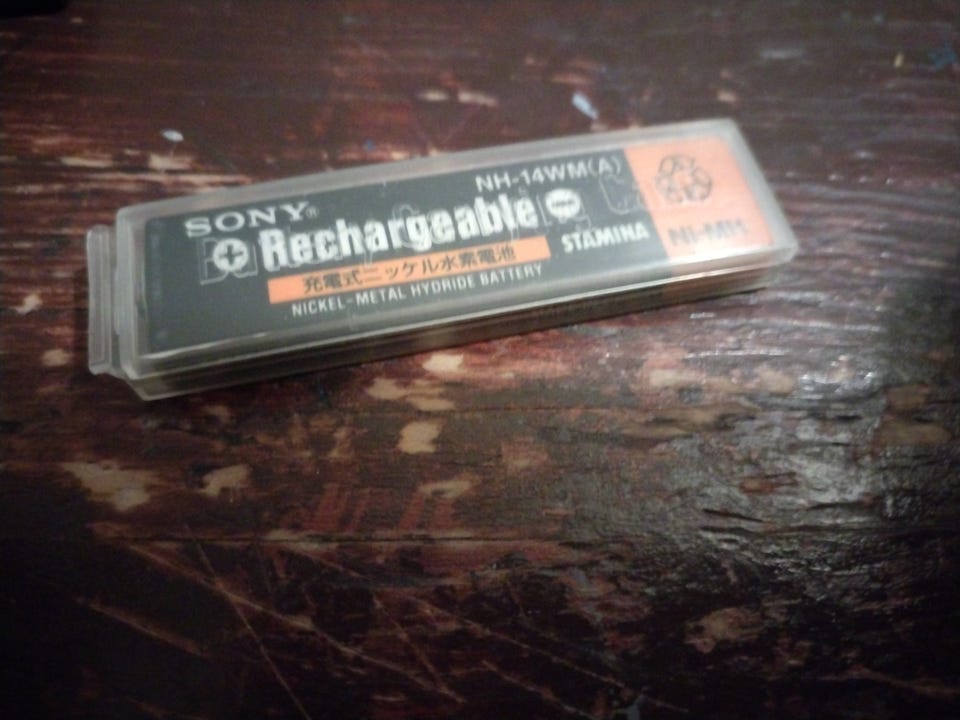 NH-14WM(A)
SONY®
Rechargeable
STAMINA
充電式ニッケル水素電池
NICKEL-METAL HYDRIDE BATTERY
Ni-MH